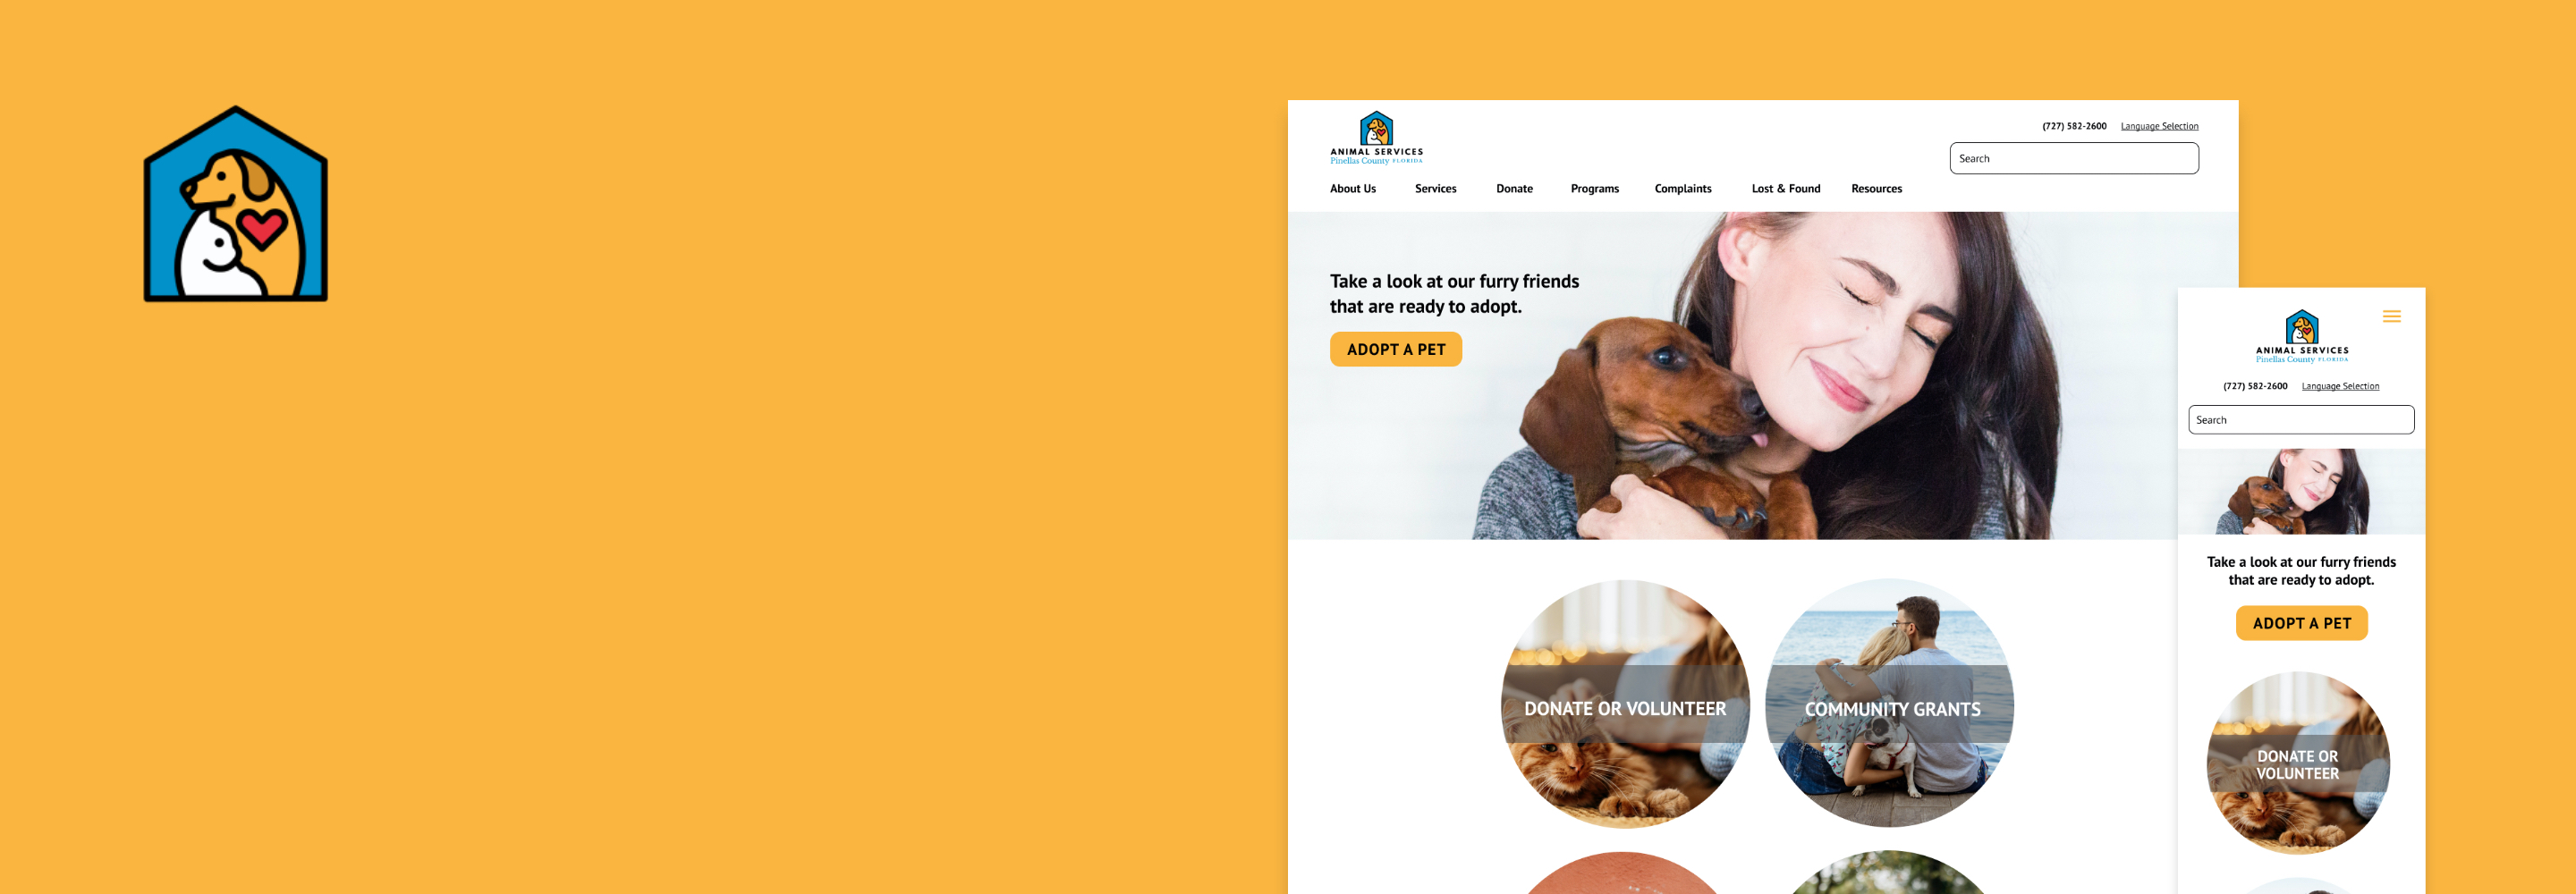 ANIMAL SERVICES
Pinellas County FLORIDA
(727) 582-2600 Language Selection
Search
About Us Services Donate Programs Complaints Lost & Found Resources
Take a look at our furry friends
that are ready to adopt.
ADOPT A PET
DONATE OR VOLUNTEER
COMMUNITY GRANTS
ANIMAL SERVICES
Pinellas County FLORIDA
(727) 582-2600 Language Selection
Search
Take a look at our furry friends
that are ready to adopt.
ADOPT A PET
DONATE OR
VOLUNTEER